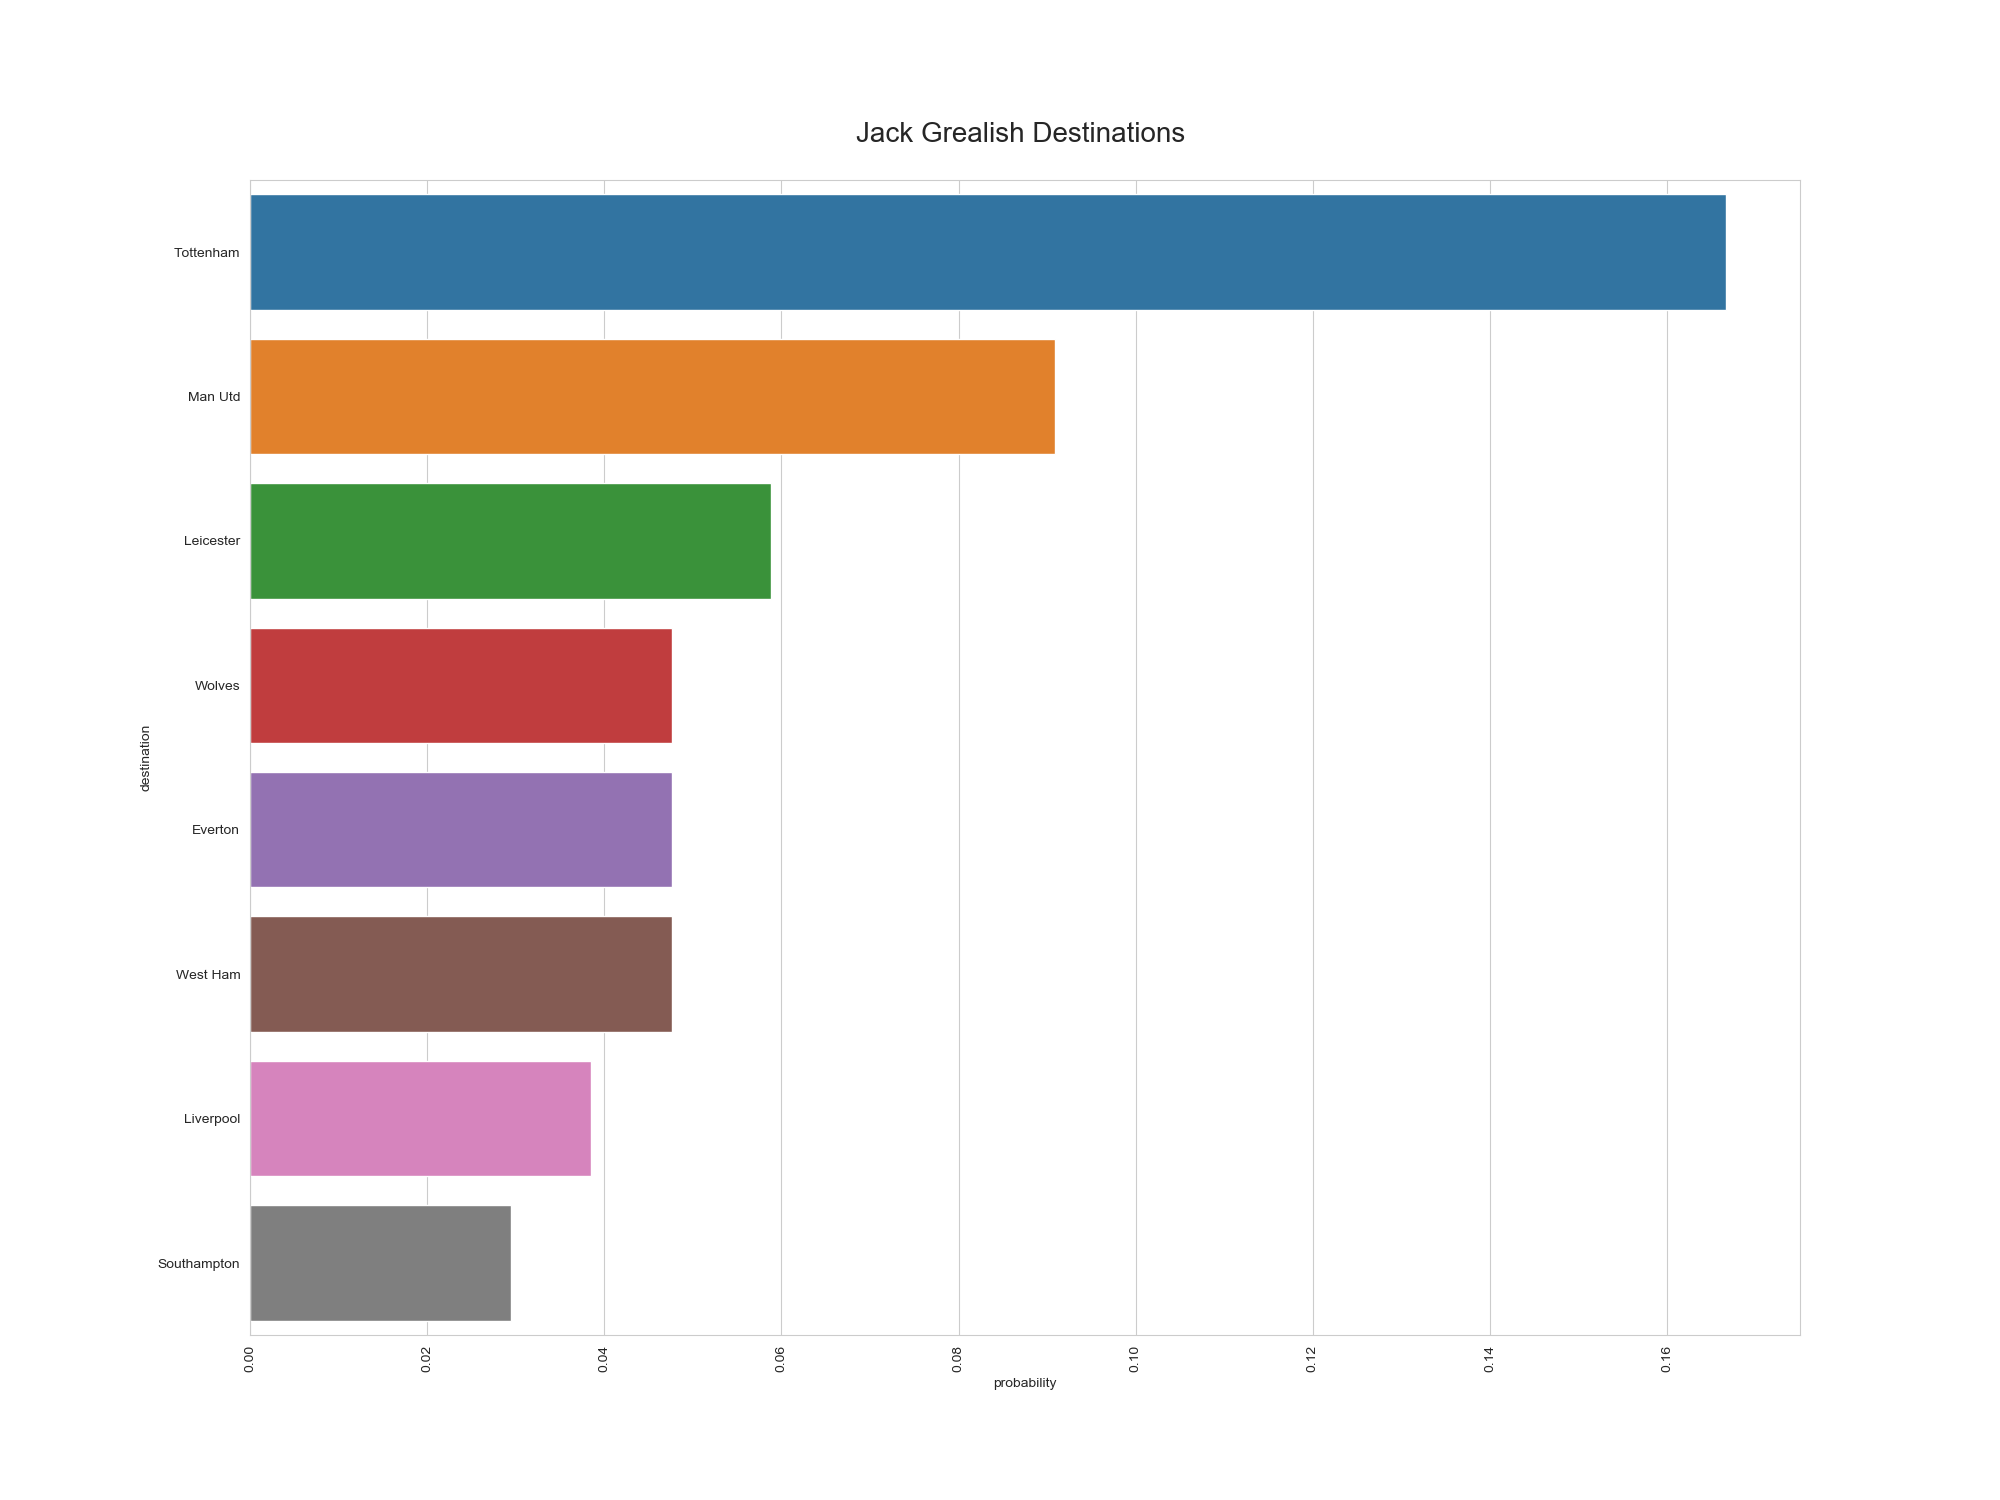 Jack Grealish Destinations
Tottenham
Man Utd
Leicester
Wolves
Everton
West Ham
Liverpool
Southampton
destination
0.00
0.02
0.04
0.06
0.08
0.10
0.12
0.14
0.16
probability